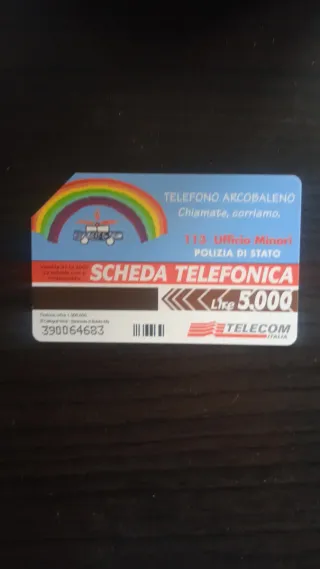 TELEFONO ARCOBALENO
Chiamate, corriamo.
113 Ufficio Minori
POLIZIA DI STATO
SCHEDA TELEFONICA
Lire 5.000
390064683
TELECOM
ITALIA